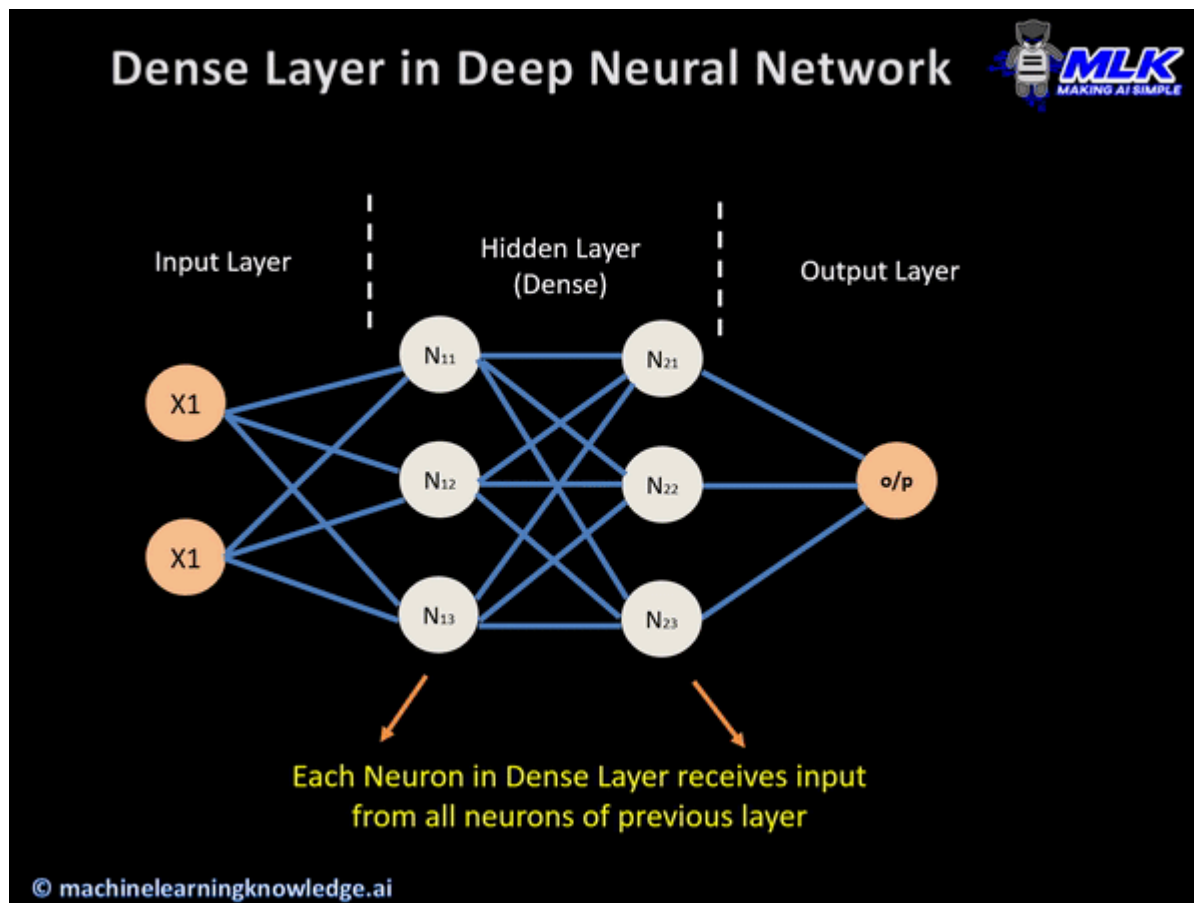 Dense Layer in Deep Neural Network
MLK
MAKING AI SIMPLE
Input Layer
Hidden Layer
(Dense)
Output Layer
N₁₁
N₂₁
X1
N₁₂
N₂₂
o/p
X1
N₁₃
N₂₃
Each Neuron in Dense Layer receives input
from all neurons of previous layer
© machinelearningknowledge.ai